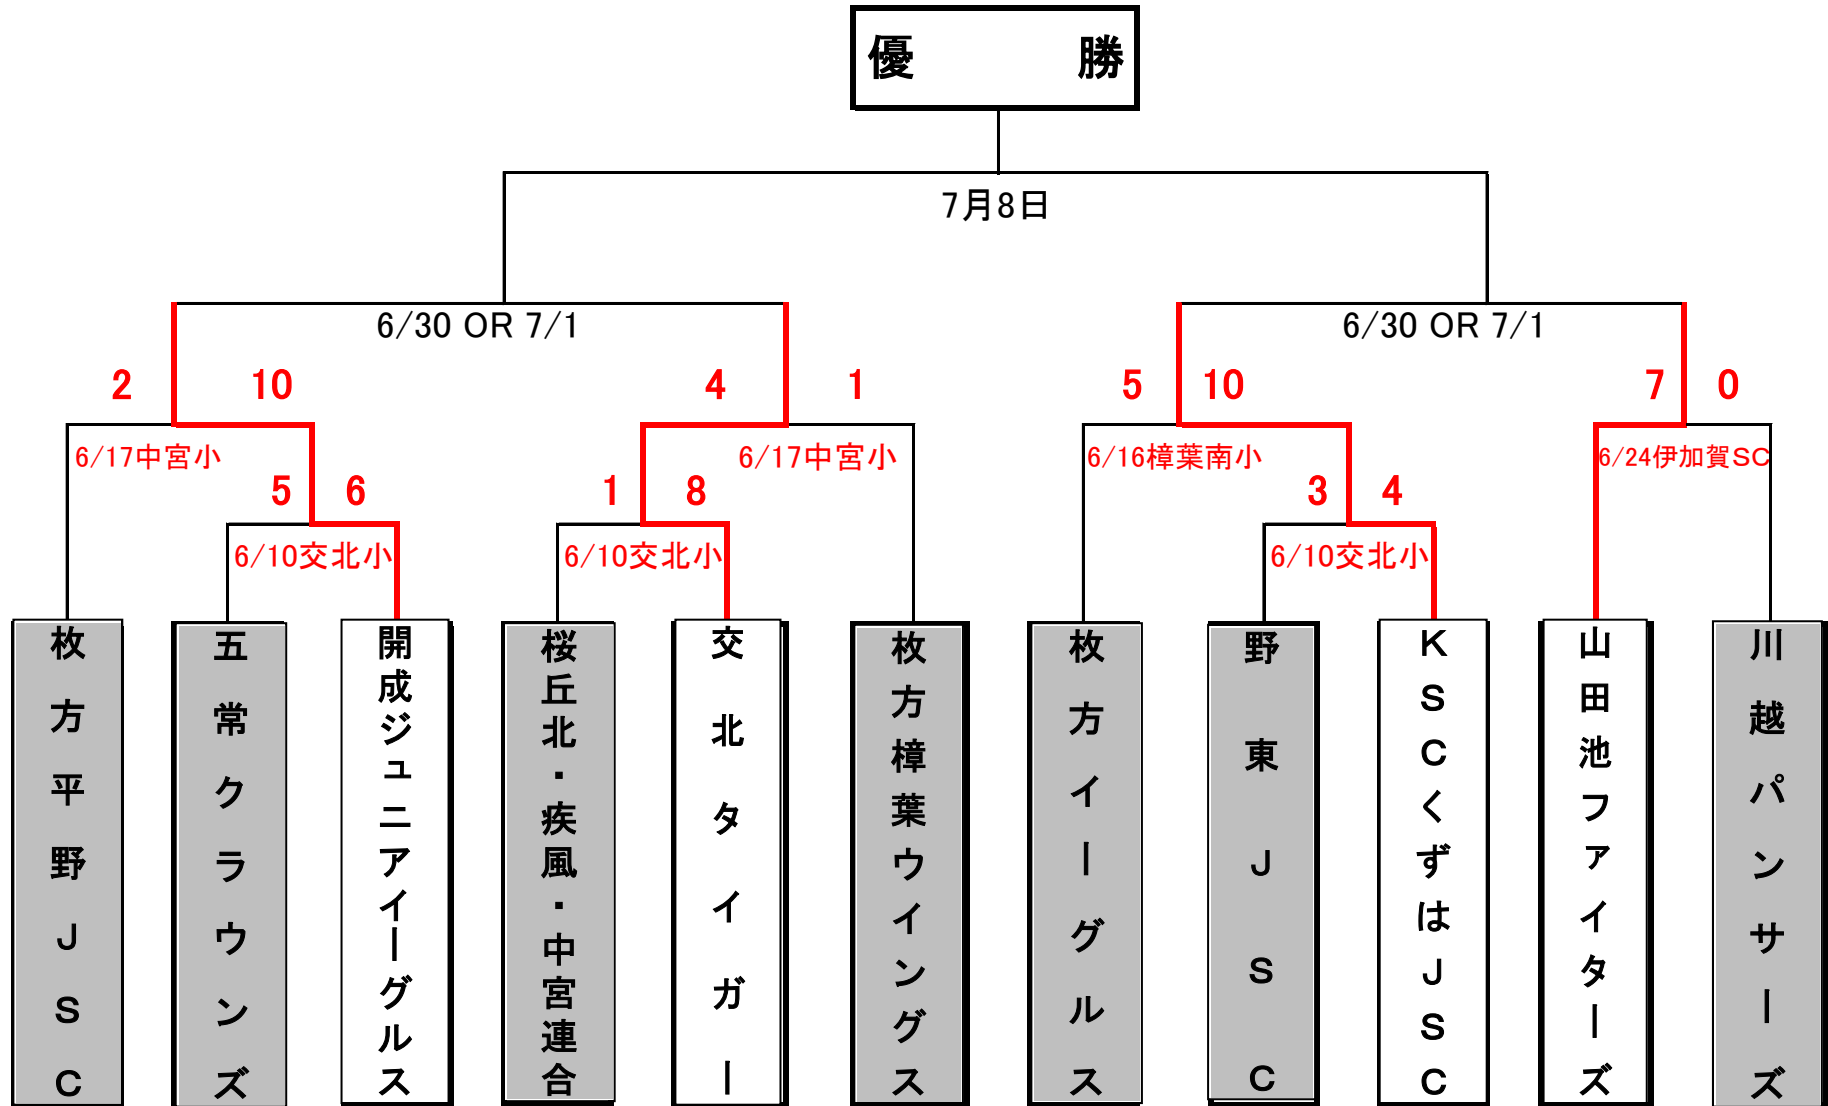 優 勝
7月8日
6/30 OR 7/1
6/30 OR 7/1
2 10
4 1
5 10
7 0
6/17中宮小
6/17中宮小
6/16樟葉南小
6/24伊加賀SC
5 6
1 8
3 4
6/10交北小
6/10交北小
6/10交北小
枚方平野JSC
五常クラウンズ
開成ジュニアイーグルス
桜丘北・疾風・中宮連合
交北タイガー
枚方樟葉ウイングス
枚方イーグルス
野東JSC
KSCくずはJSC
山田池ファイターズ
川越パンサーズ